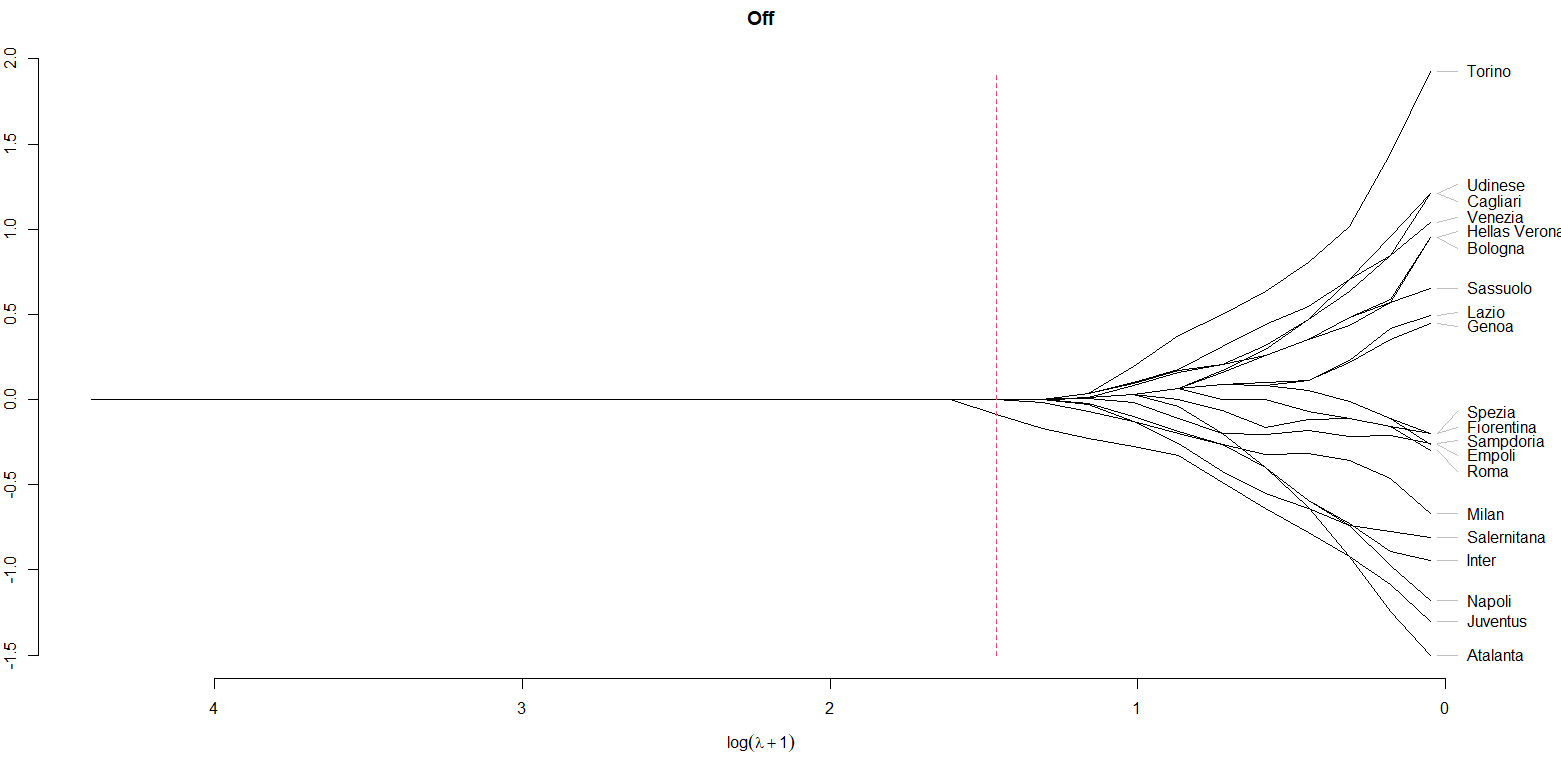 Off
2.0
1.5
1.0
0.5
0.0
-0.5
-1.0
-1.5
Torino
Udinese
Cagliari
Venezia
Hellas Verona
Bologna
Sassuolo
Lazio
Genoa
Spezia
Fiorentina
Sampdoria
Empoli
Roma
Milan
Salernitana
Inter
Napoli
Juventus
Atalanta
4 3 2 1 0
log(λ + 1)